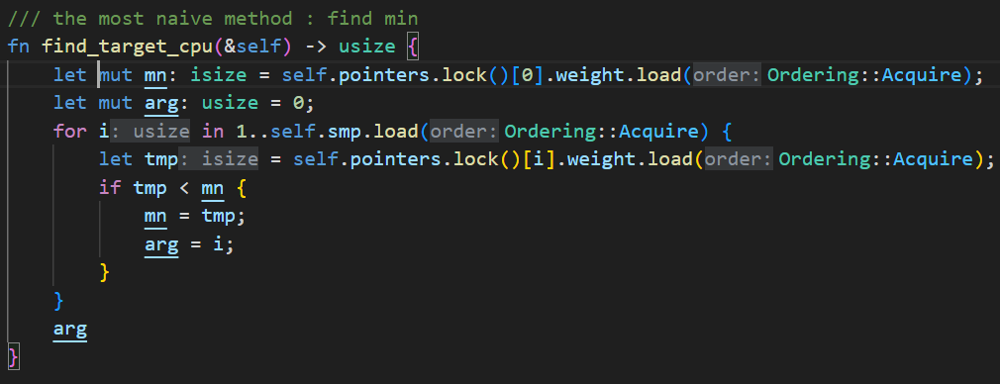 /// the most naive method : find min
fn find_target_cpu(&self) -> usize {
let mut mn: isize = self.pointers.lock()[0].weight.load(order: Ordering::Acquire);
let mut arg: usize = 0;
for i: usize in 1..self.smp.load(order: Ordering::Acquire) {
let tmp: isize = self.pointers.lock()[i].weight.load(order: Ordering::Acquire);
if tmp < mn {
mn = tmp;
arg = i;
}
}
arg
}